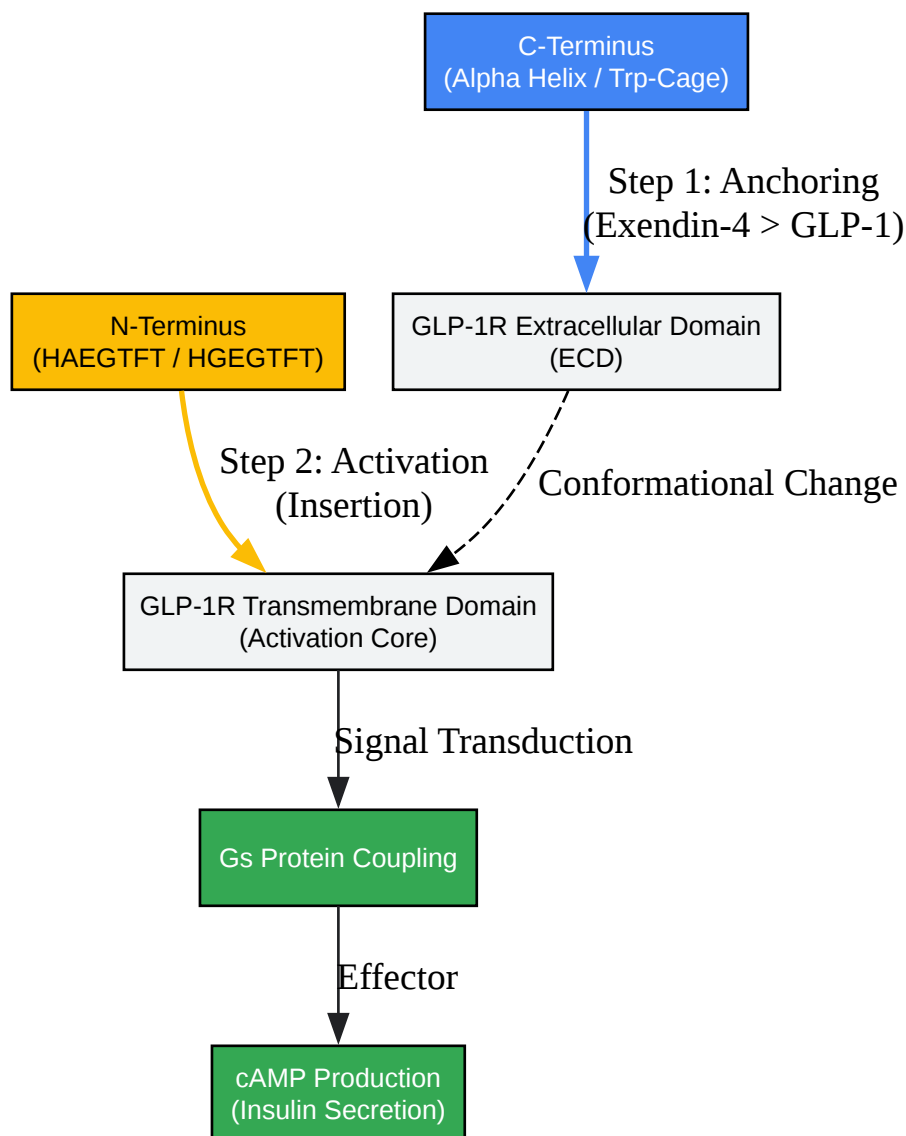 C-Terminus
(Alpha Helix / Trp-Cage)
Step 1: Anchoring
(Exendin-4 > GLP-1)
N-Terminus
(HAEGTFT / HGEGTFT)
GLP-1R Extracellular Domain
(ECD)
Step 2: Activation
(Insertion)
Conformational Change
GLP-1R Transmembrane Domain
(Activation Core)
Signal Transduction
Gs Protein Coupling
Effector
cAMP Production
(Insulin Secretion)